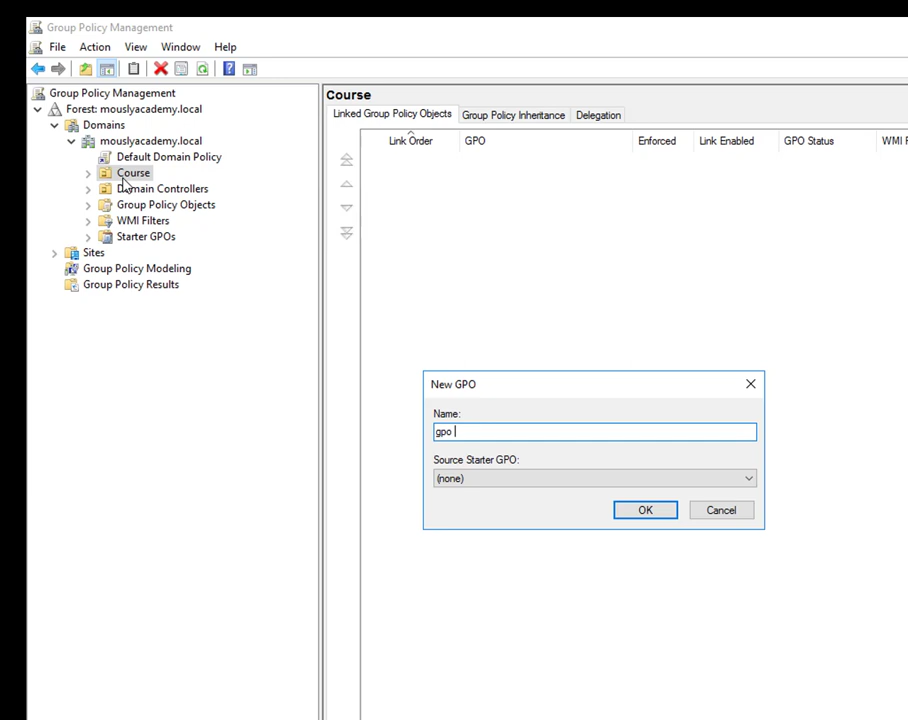 Group Policy Management
File Action View Window Help
Group Policy Management
Forest: mouslyacademy.local
Domains
mouslyacademy.local
Default Domain Policy
Course
Domain Controllers
Group Policy Objects
WMI Filters
Starter GPOs
Sites
Group Policy Modeling
Group Policy Results
Course
Linked Group Policy Objects Group Policy Inheritance Delegation
Link Order GPO Enforced Link Enabled GPO Status WMI F
New GPO
Name:
gpo
Source Starter GPO:
(none)
OK Cancel